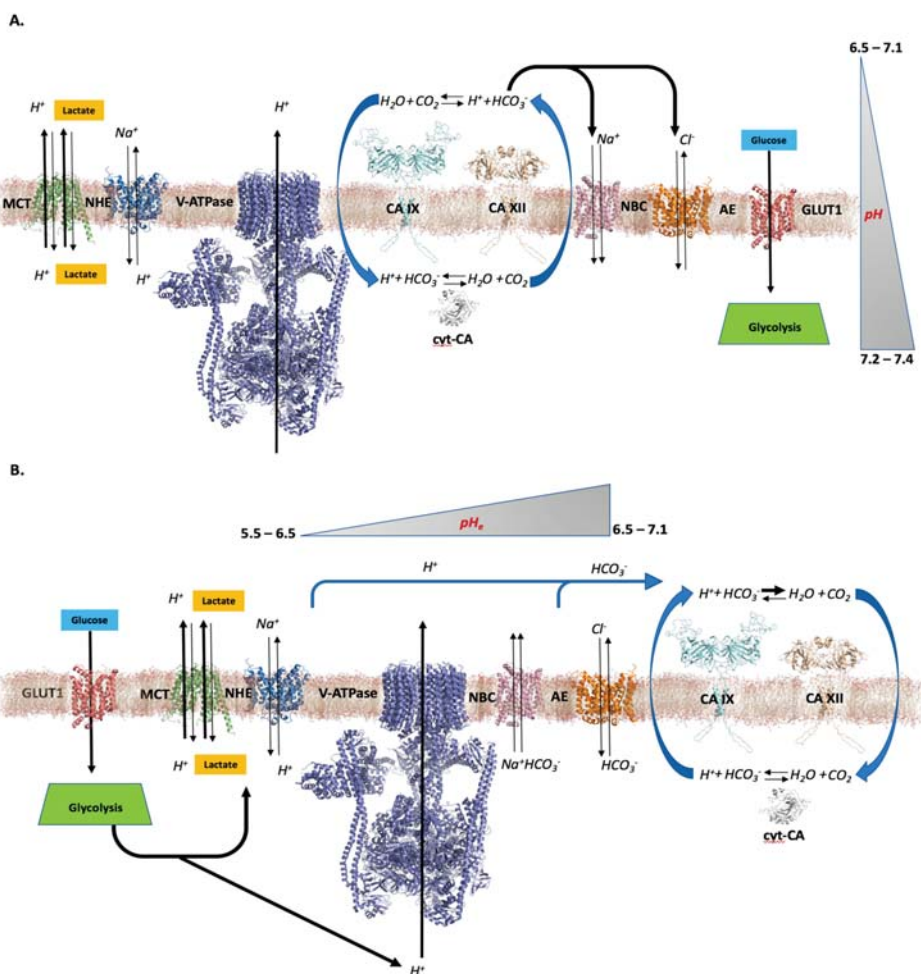 A.
6.5 – 7.1
H⁺
Lactate
H⁺
H₂O + CO₂ ⇄ H⁺ + HCO₃⁻
Na⁺
Na⁺
Cl⁻
Glucose
MCT
NHE
V-ATPase
CA IX
CA XII
NBC
AE
GLUT1
pH
H⁺
Lactate
H⁺
H⁺ + HCO₃⁻ ⇄ H₂O + CO₂
cyt-CA
Glycolysis
7.2 – 7.4
B.
5.5 – 6.5
pHₑ
6.5 – 7.1
H⁺
HCO₃⁻
H⁺
Lactate
H⁺ + HCO₃⁻ ⇄ H₂O + CO₂
Glucose
Na⁺
Cl⁻
GLUT1
MCT
NHE
V-ATPase
NBC
AE
CA IX
CA XII
H⁺
Lactate
H⁺
Na⁺HCO₃⁻
HCO₃⁻
H⁺ + HCO₃⁻ ⇄ H₂O + CO₂
Glycolysis
cyt-CA
H⁺